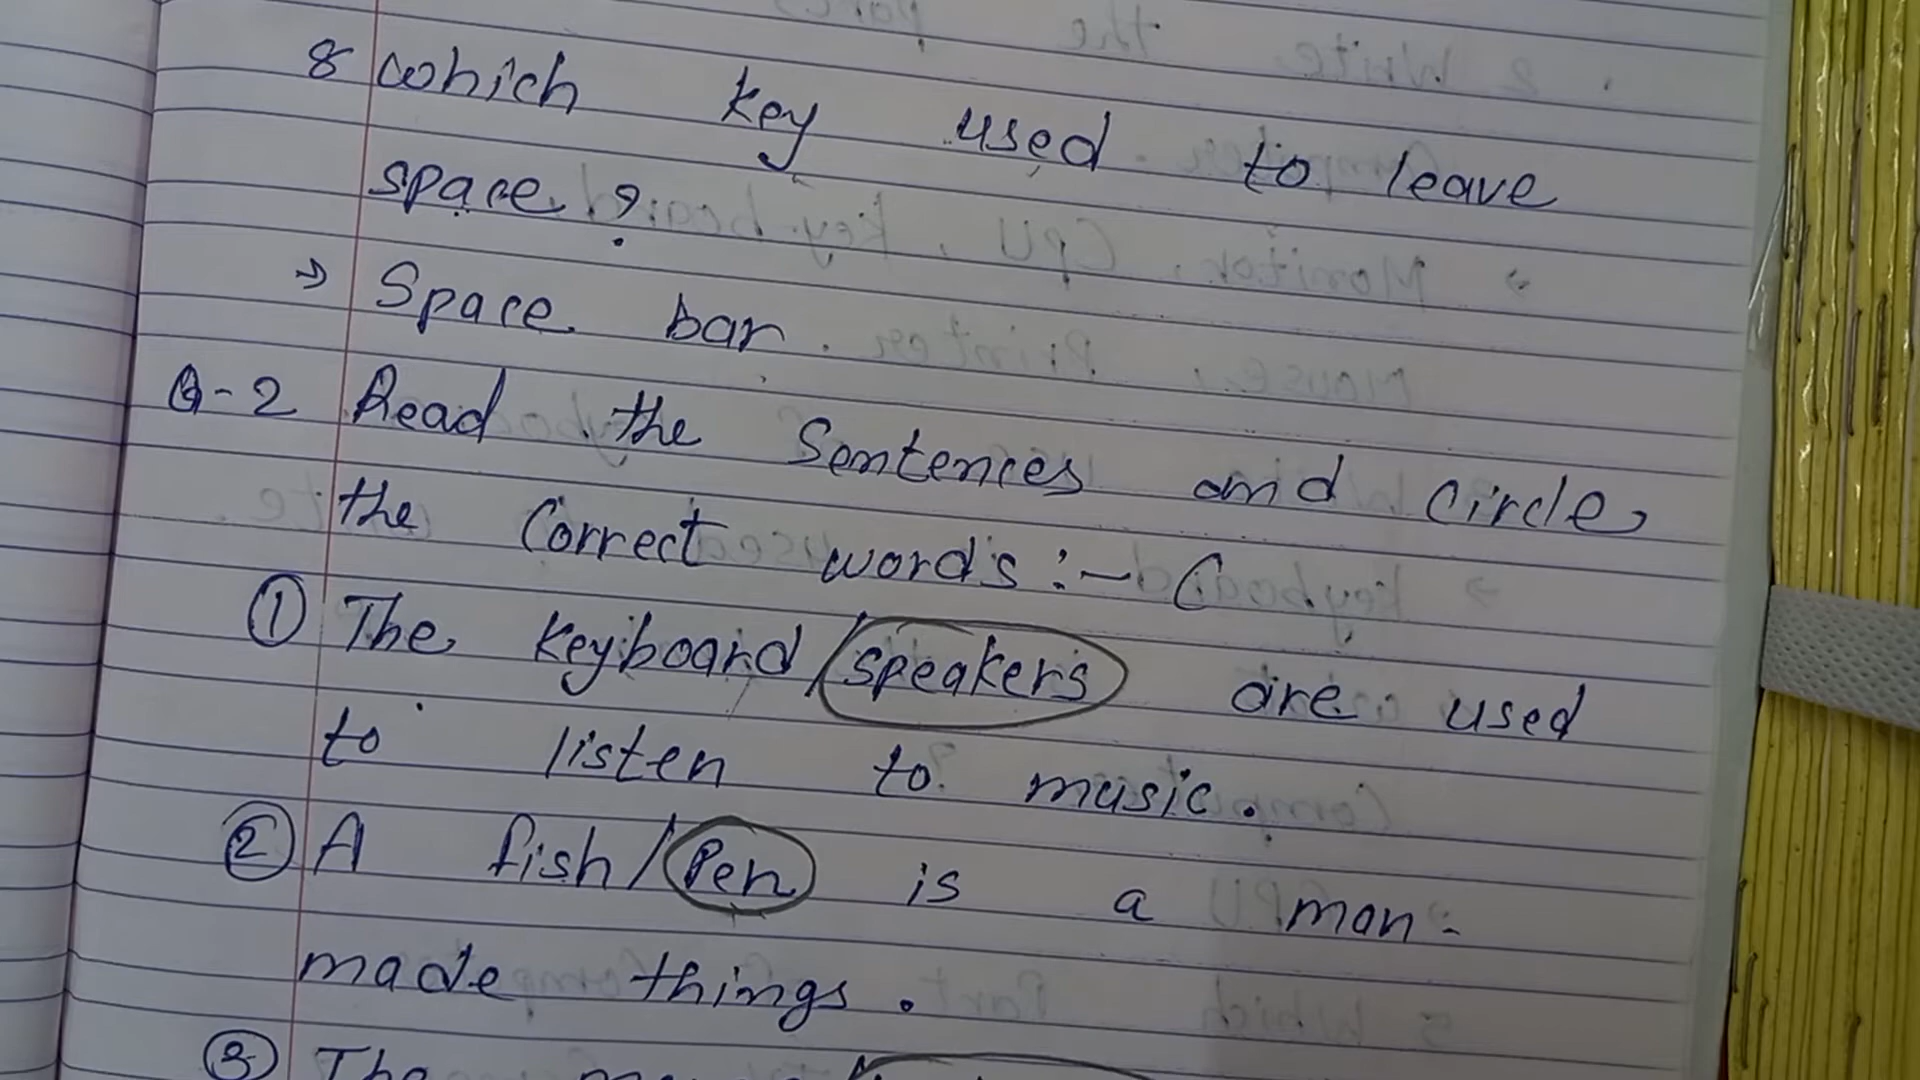 8 which key used to leave
space ?
→ Space bar.
Q-2 Read the Sentences and circle
the Correct words :- C
① The keyboard/speakers are used
to listen to music.
② A fish/Pen is a man-
made things.
③ The